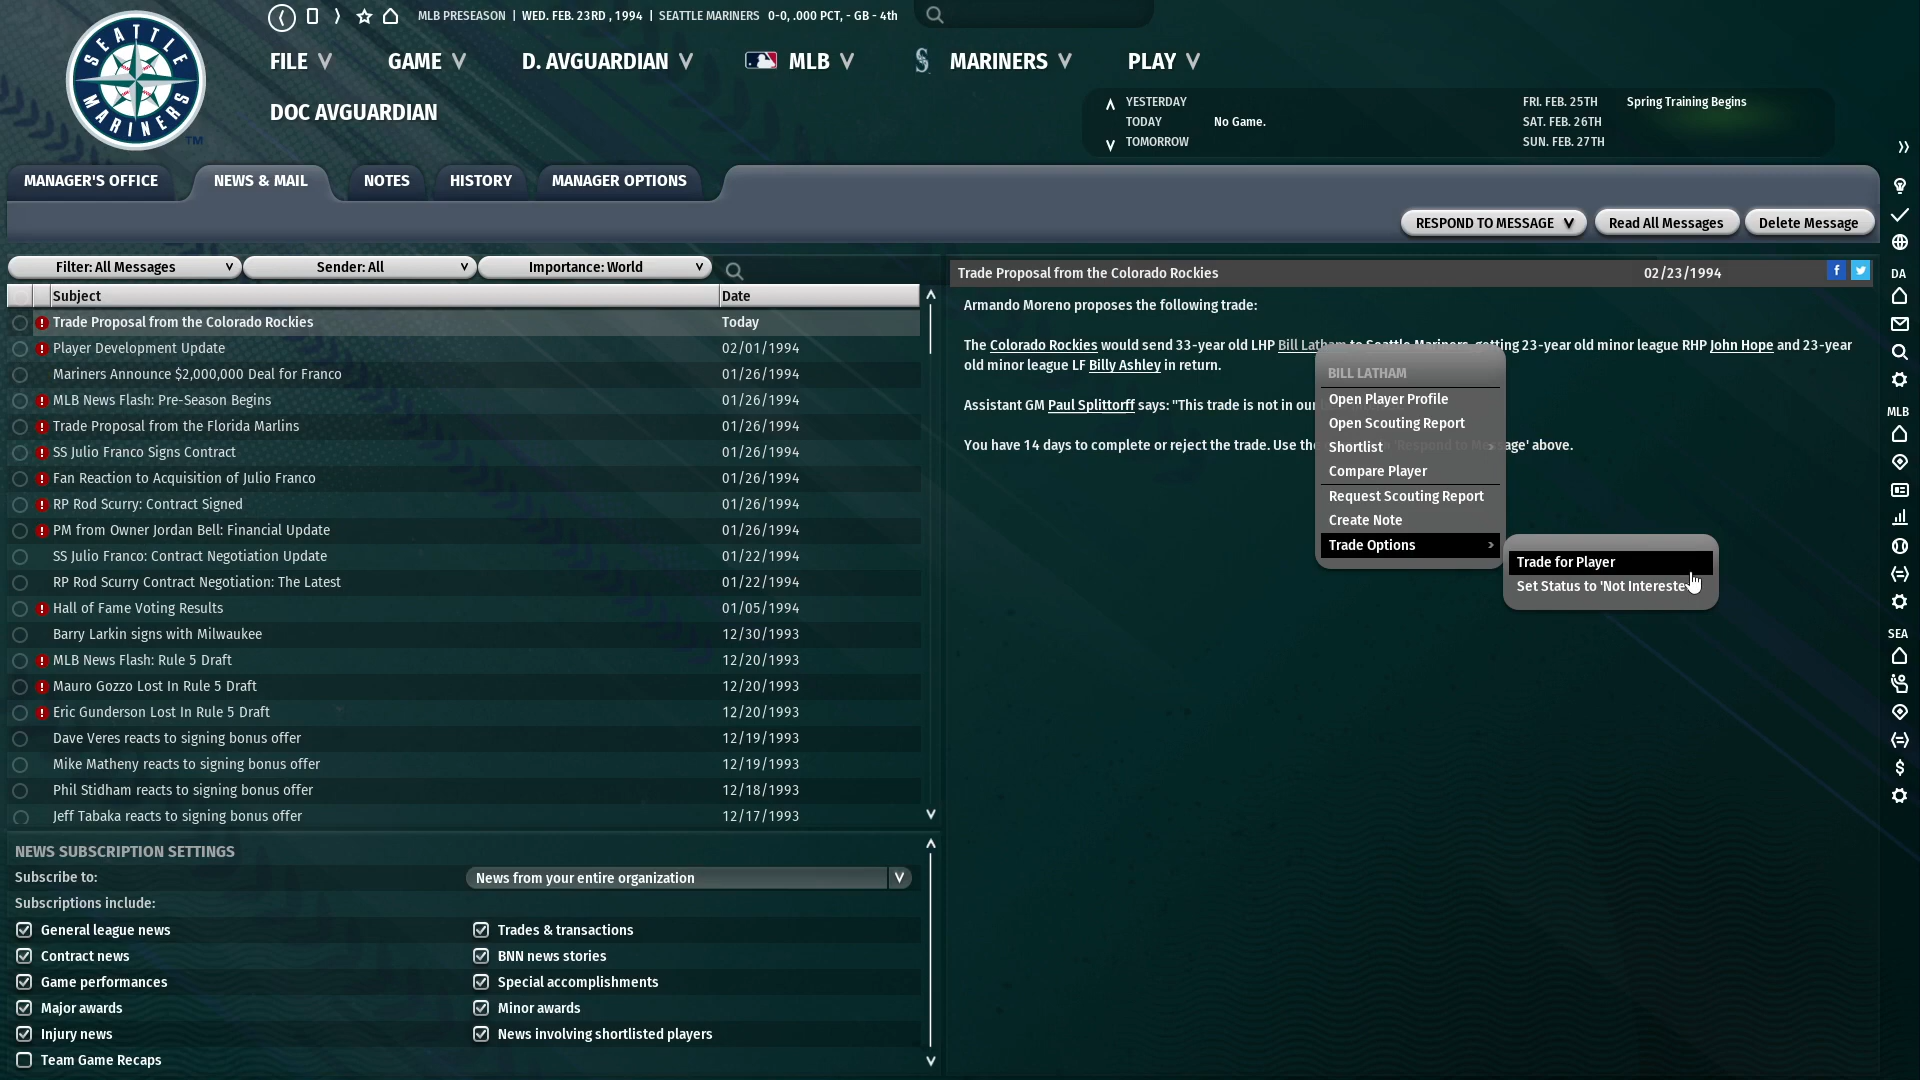 SEATTLE
MARINERS
TM
MLB PRESEASON | WED. FEB. 23RD , 1994 | SEATTLE MARINERS 0-0, .000 PCT, - GB - 4th
FILE GAME D. AVGUARDIAN MLB MARINERS PLAY
DOC AVGUARDIAN
YESTERDAY
TODAY No Game.
TOMORROW
FRI. FEB. 25TH Spring Training Begins
SAT. FEB. 26TH
SUN. FEB. 27TH
MANAGER'S OFFICE NEWS & MAIL NOTES HISTORY MANAGER OPTIONS
RESPOND TO MESSAGE Read All Messages Delete Message
Filter: All Messages Sender: All Importance: World
Subject Date
Trade Proposal from the Colorado Rockies Today
Player Development Update 02/01/1994
Mariners Announce $2,000,000 Deal for Franco 01/26/1994
MLB News Flash: Pre-Season Begins 01/26/1994
Trade Proposal from the Florida Marlins 01/26/1994
SS Julio Franco Signs Contract 01/26/1994
Fan Reaction to Acquisition of Julio Franco 01/26/1994
RP Rod Scurry: Contract Signed 01/26/1994
PM from Owner Jordan Bell: Financial Update 01/26/1994
SS Julio Franco: Contract Negotiation Update 01/22/1994
RP Rod Scurry Contract Negotiation: The Latest 01/22/1994
Hall of Fame Voting Results 01/05/1994
Barry Larkin signs with Milwaukee 12/30/1993
MLB News Flash: Rule 5 Draft 12/20/1993
Mauro Gozzo Lost In Rule 5 Draft 12/20/1993
Eric Gunderson Lost In Rule 5 Draft 12/20/1993
Dave Veres reacts to signing bonus offer 12/19/1993
Mike Matheny reacts to signing bonus offer 12/19/1993
Phil Stidham reacts to signing bonus offer 12/18/1993
Jeff Tabaka reacts to signing bonus offer 12/17/1993
NEWS SUBSCRIPTION SETTINGS
Subscribe to: News from your entire organization
Subscriptions include:
General league news Trades & transactions
Contract news BNN news stories
Game performances Special accomplishments
Major awards Minor awards
Injury news News involving shortlisted players
Team Game Recaps
Trade Proposal from the Colorado Rockies 02/23/1994
Armando Moreno proposes the following trade:
The Colorado Rockies would send 33-year old LHP Bill Latham to Seattle Mariners, getting 23-year old minor league RHP John Hope and 23-year
old minor league LF Billy Ashley in return.
Assistant GM Paul Splittorff says: "This trade is not in our
You have 14 days to complete or reject the trade. Use the 'Respond to Message' above.
BILL LATHAM
Open Player Profile
Open Scouting Report
Shortlist
Compare Player
Request Scouting Report
Create Note
Trade Options
Trade for Player
Set Status to 'Not Intereste
DA
MLB
SEA